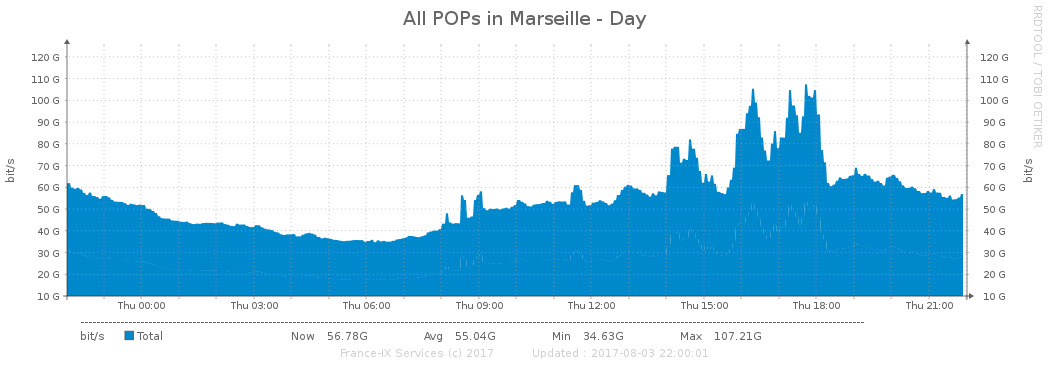 All POPs in Marseille - Day
RRDTOOL / TOBI OETIKER
120 G 120 G
110 G 110 G
100 G 100 G
90 G 90 G
80 G 80 G
70 G 70 G
60 G 60 G
50 G 50 G
40 G 40 G
30 G 30 G
20 G 20 G
10 G 10 G
bit/s
bit/s
Thu 00:00 Thu 03:00 Thu 06:00 Thu 09:00 Thu 12:00 Thu 15:00 Thu 18:00 Thu 21:00
bit/s Total Now 56.78G Avg 55.04G Min 34.63G Max 107.21G
France-IX Services (c) 2017 Updated : 2017-08-03 22:00:01